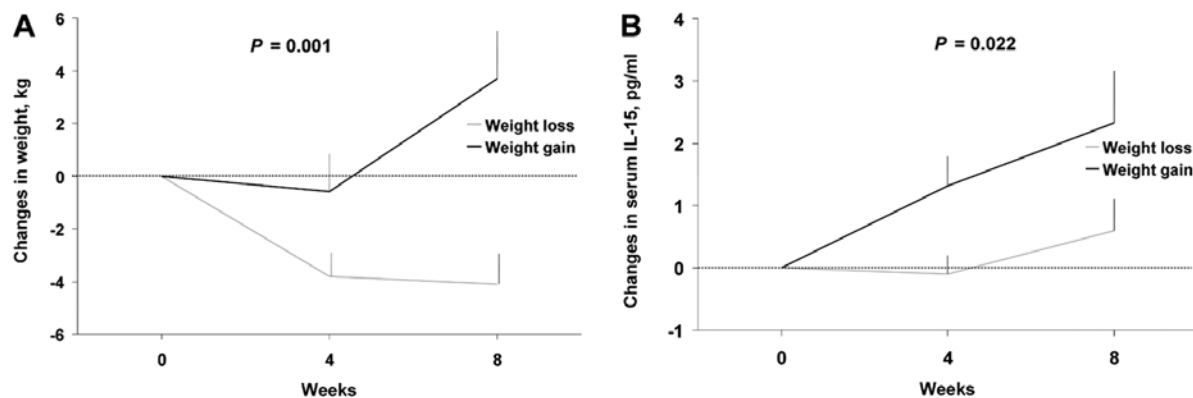 A
P = 0.001
Changes in weight, kg
6
4
2
0
-2
-4
-6
Weight loss
Weight gain
0
4
8
Weeks
B
P = 0.022
Changes in serum IL-15, pg/ml
4
3
2
1
0
-1
Weight loss
Weight gain
0
4
8
Weeks